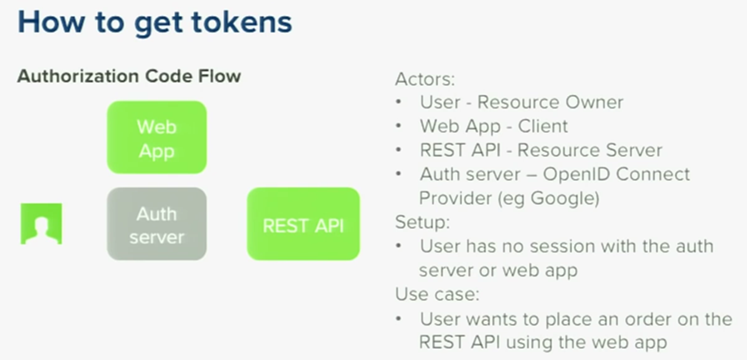 How to get tokens
Authorization Code Flow
Web
App
Auth
server
REST API
Actors:
• User - Resource Owner
• Web App - Client
• REST API - Resource Server
• Auth server – OpenID Connect
Provider (eg Google)
Setup:
• User has no session with the auth
server or web app
Use case:
• User wants to place an order on the
REST API using the web app